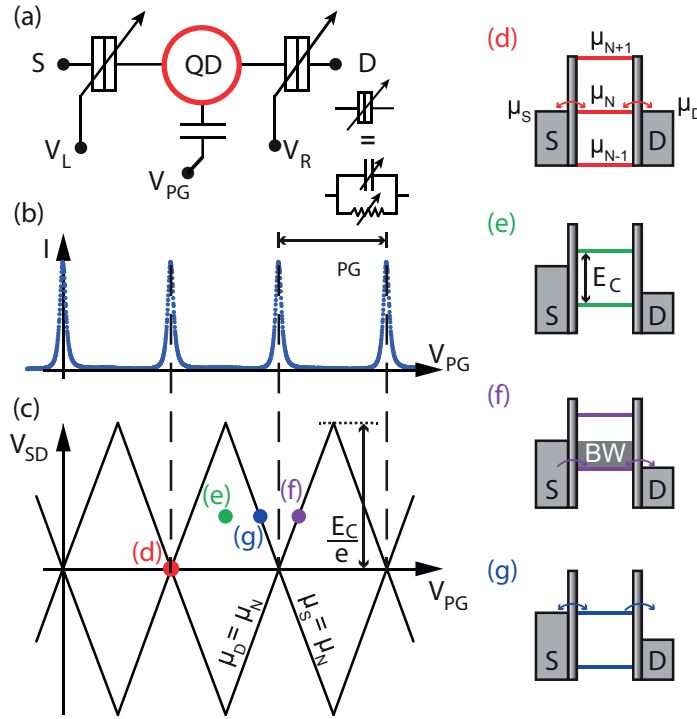 (a)
S
QD
D
V_L
V_PG
V_R
=
(b)
I
PG
V_PG
(c)
V_SD
(e)
(g)
(f)
(d)
E_C
e
V_PG
μ_D = μ_N
μ_S = μ_N
(d)
μ_N+1
μ_S
μ_N
μ_D
S
D
μ_N-1
(e)
E_C
S
D
(f)
BW
S
D
(g)
S
D